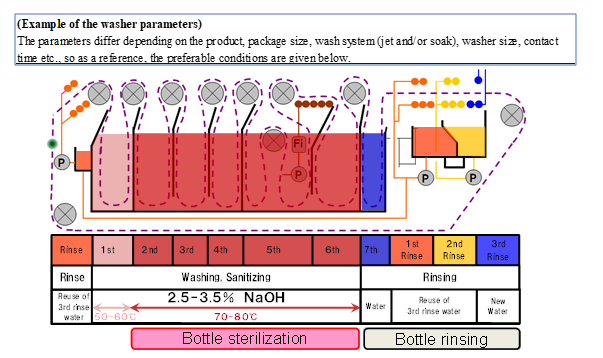 (Example of the washer parameters)
The parameters differ depending on the product, package size, wash system (jet and/or soak), washer size, contact
time etc., so as a reference, the preferable conditions are given below.
P
Fi
P
P
P
Rinse 1st 2nd 3rd 4th 5th 6th 7th 1st Rinse 2nd Rinse 3rd Rinse
Rinse Washing, Sanitizing Rinsing
Reuse of 3rd rinse water 2.5-3.5% NaOH Water Reuse of 3rd rinse water New Water
50-60℃ 70-80℃
Bottle sterilization Bottle rinsing